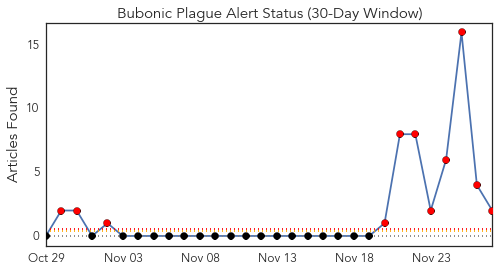 Bubonic Plague Alert Status (30-Day Window)
Articles Found
15
10
5
0
Oct 29 Nov 03 Nov 08 Nov 13 Nov 18 Nov 23